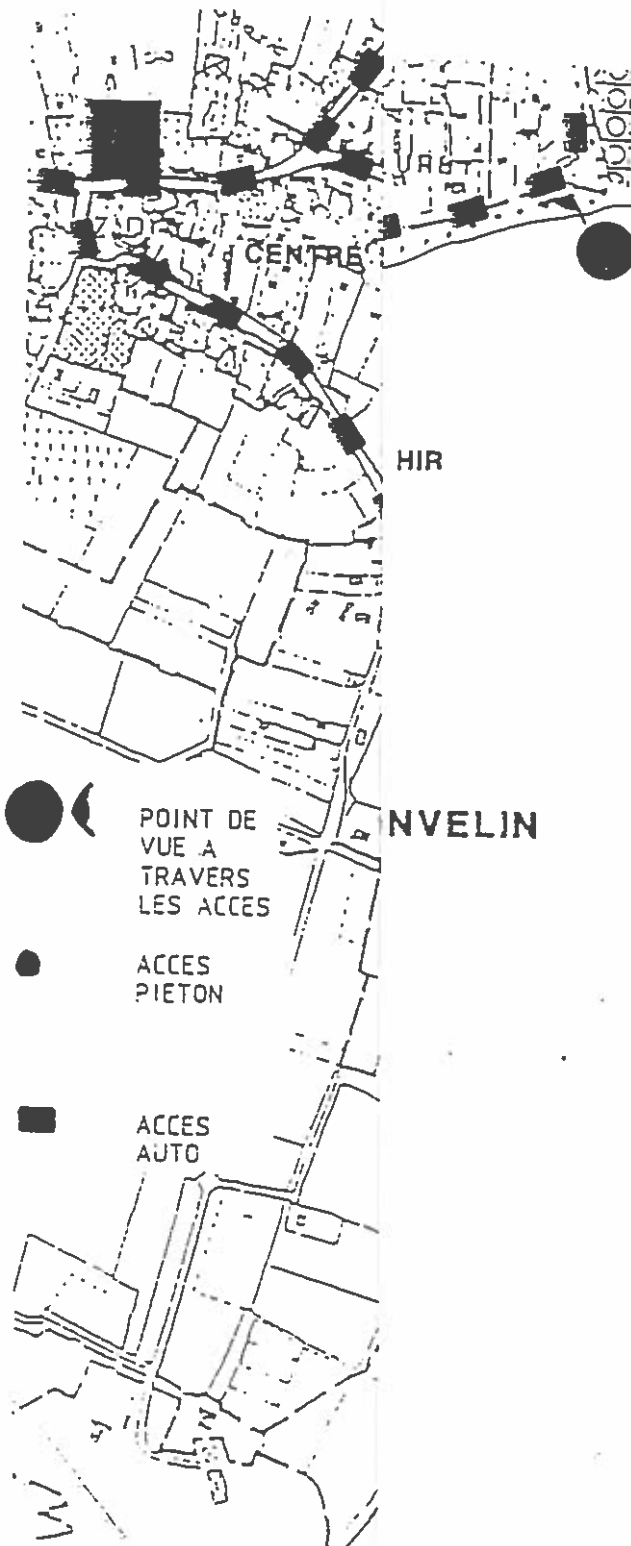 CENTRE
HIR
NVELIN
POINT DE
VUE A
TRAVERS
LES ACCES
ACCES
PIETON
ACCES
AUTO